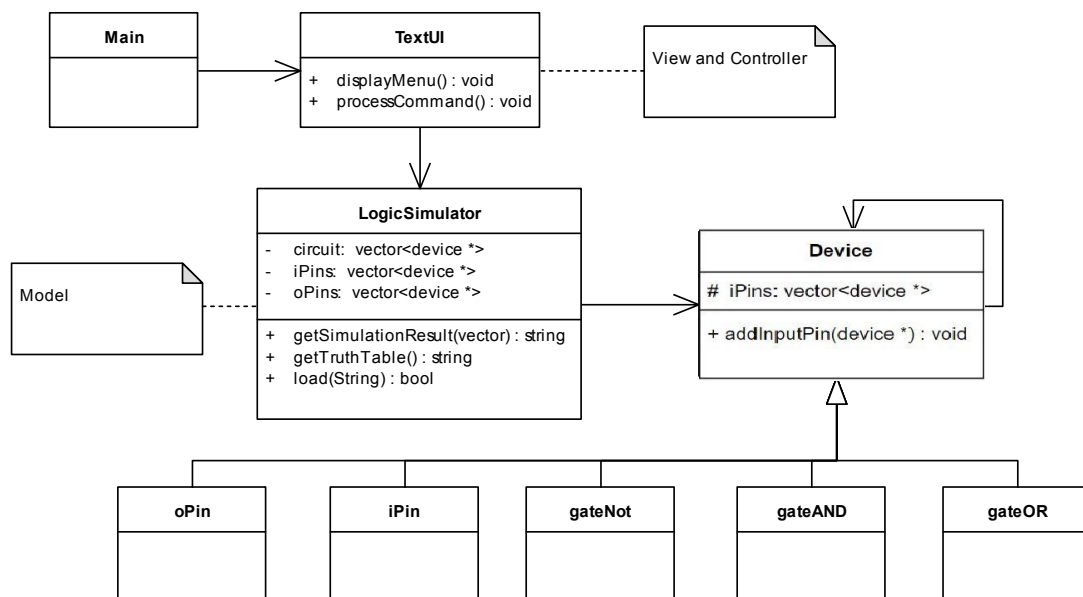 Main
TextUI
+ displayMenu() : void
+ processCommand() : void
View and Controller
LogicSimulator
- circuit: vector<device *>
- iPins: vector<device *>
- oPins: vector<device *>
+ getSimulationResult(vector) : string
+ getTruthTable() : string
+ load(String) : bool
Model
Device
# iPins: vector<device *>
+ addInputPin(device *) : void
oPin
iPin
gateNot
gateAND
gateOR